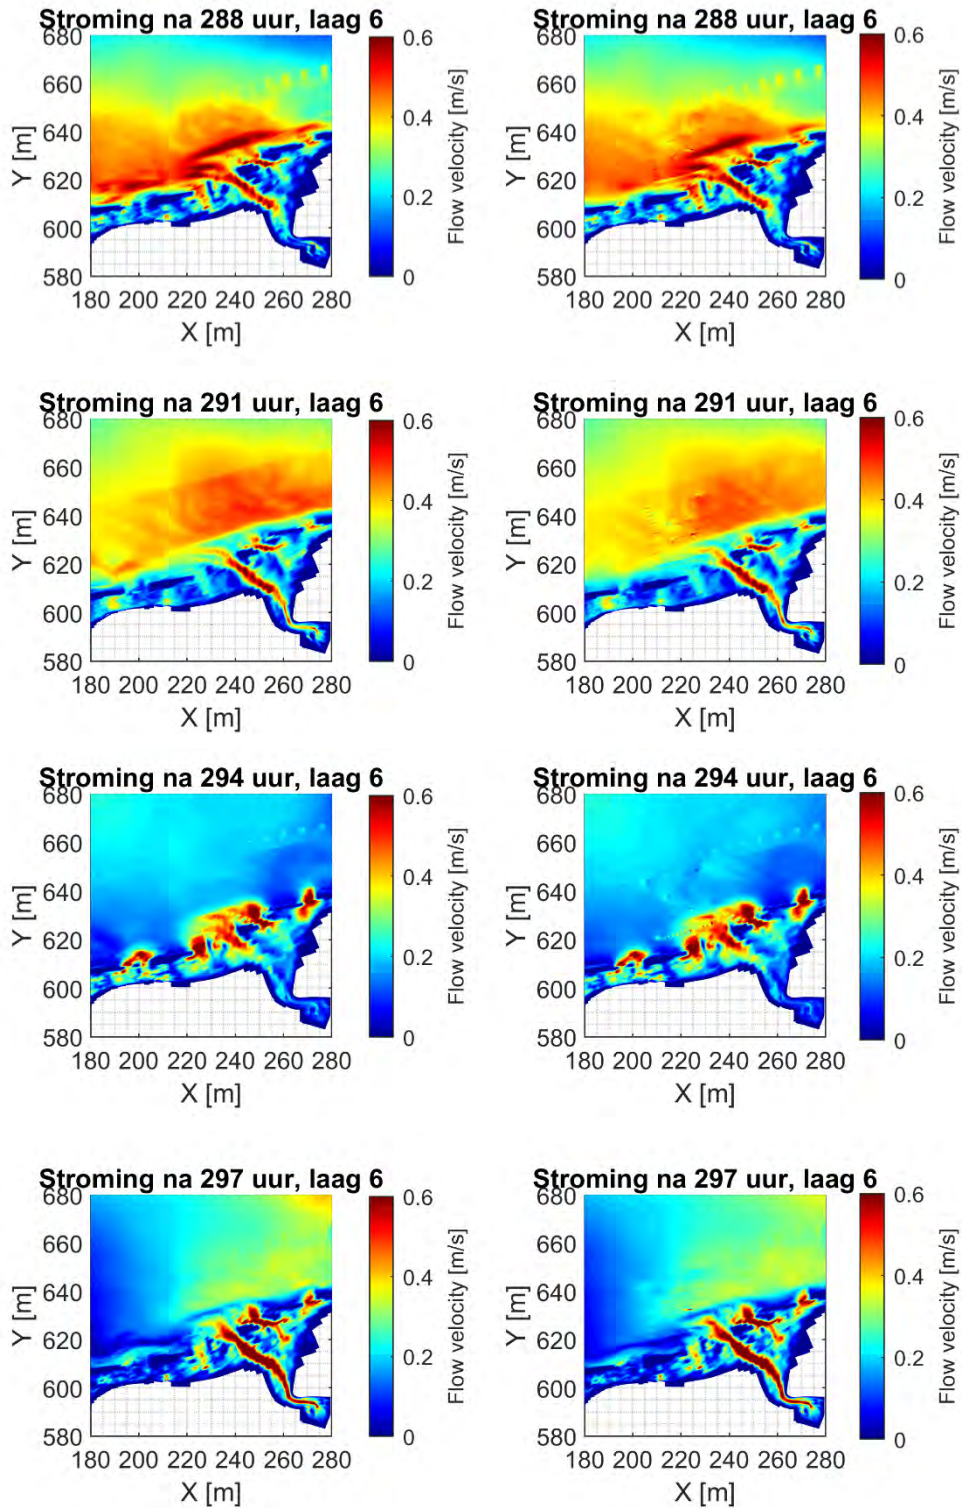 Stroming na 288 uur, laag 6
680
660
640
620
600
580
Y [m]
180 200 220 240 260 280
X [m]
0.6
0.4
0.2
0
Flow velocity [m/s]
Stroming na 288 uur, laag 6
680
660
640
620
600
580
Y [m]
180 200 220 240 260 280
X [m]
0.6
0.4
0.2
0
Flow velocity [m/s]
Stroming na 291 uur, laag 6
680
660
640
620
600
580
Y [m]
180 200 220 240 260 280
X [m]
0.6
0.4
0.2
0
Flow velocity [m/s]
Stroming na 291 uur, laag 6
680
660
640
620
600
580
Y [m]
180 200 220 240 260 280
X [m]
0.6
0.4
0.2
0
Flow velocity [m/s]
Stroming na 294 uur, laag 6
680
660
640
620
600
580
Y [m]
180 200 220 240 260 280
X [m]
0.6
0.4
0.2
0
Flow velocity [m/s]
Stroming na 294 uur, laag 6
680
660
640
620
600
580
Y [m]
180 200 220 240 260 280
X [m]
0.6
0.4
0.2
0
Flow velocity [m/s]
Stroming na 297 uur, laag 6
680
660
640
620
600
580
Y [m]
180 200 220 240 260 280
X [m]
0.6
0.4
0.2
0
Flow velocity [m/s]
Stroming na 297 uur, laag 6
680
660
640
620
600
580
Y [m]
180 200 220 240 260 280
X [m]
0.6
0.4
0.2
0
Flow velocity [m/s]